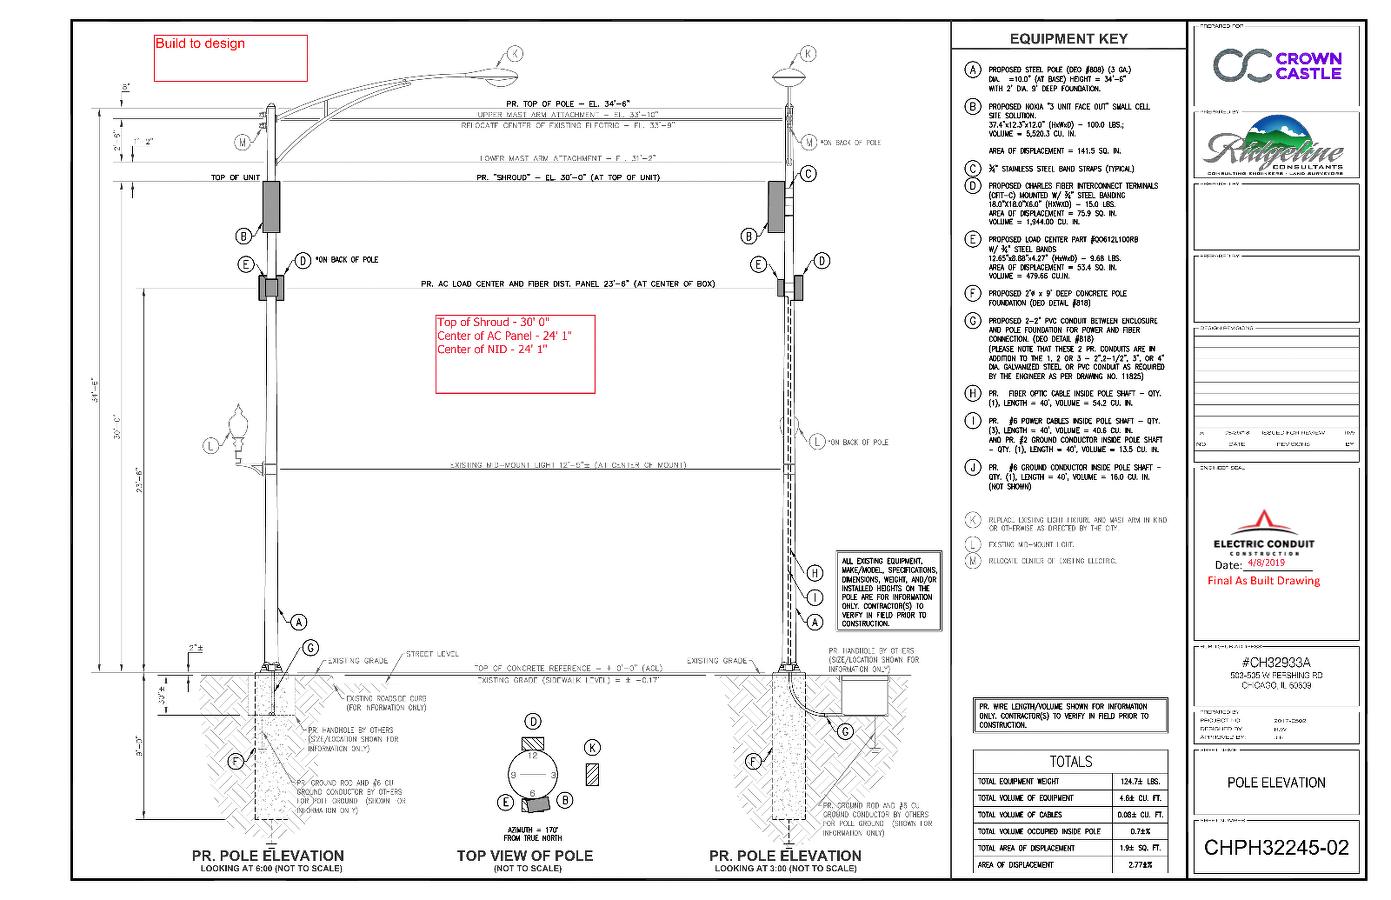 Build to design
K
K
8"
PR. TOP OF POLE - EL. 34'-6"
UPPER MAST ARM ATTACHMENT - EL. 33'-10"
RELOCATE CENTER OF EXISTING ELECTRIC - EL. 33'-9"
M
M
*ON BACK OF POLE
2'-8"
1'-2"
LOWER MAST ARM ATTACHMENT - EL. 31'-2"
C
TOP OF UNIT
PR. "SHROUD" - EL. 30'-0" (AT TOP OF UNIT)
B
B
E
D
*ON BACK OF POLE
E
D
PR. AC LOAD CENTER AND FIBER DIST. PANEL 23'-6" (AT CENTER OF BOX)
Top of Shroud - 30' 0"
Center of AC Panel - 24' 1"
Center of NID - 24' 1"
34'-6"
30'-0"
23'-6"
L
L
*ON BACK OF POLE
EXISTING MID-MOUNT LIGHT 12'-5"± (AT CENTER OF MOUNT)
ALL EXISTING EQUIPMENT,
MAKE/MODEL, SPECIFICATIONS,
DIMENSIONS, WEIGHT, AND/OR
INSTALLED HEIGHTS ON THE
POLE ARE FOR INFORMATION
ONLY. CONTRACTOR(S) TO
VERIFY IN FIELD PRIOR TO
CONSTRUCTION.
H
I
A
A
G
2"±
30"±
9'-0"
EXISTING GRADE
STREET LEVEL
TOP OF CONCRETE REFERENCE - ± 0'-0" (ACL)
EXISTING GRADE (SIDEWALK LEVEL) = ± -0.17'
EXISTING GRADE
PR. HANDHOLE BY OTHERS
(SIZE/LOCATION SHOWN FOR
INFORMATION ONLY)
EXISTING ROADSIDE CURB
(FOR INFORMATION ONLY)
PR. HANDHOLE BY OTHERS
(SIZE/LOCATION SHOWN FOR
INFORMATION ONLY)
G
F
F
PR. GROUND ROD AND #6 CU
GROUND CONDUCTOR BY OTHERS
FOR POLE GROUND (SHOWN FOR
INFORMATION ONLY)
PR. GROUND ROD AND #6 CU
GROUND CONDUCTOR BY OTHERS
FOR POLE GROUND (SHOWN FOR
INFORMATION ONLY)
D
K
12
9
3
6
E
B
AZIMUTH = 170°
FROM TRUE NORTH
PR. POLE ELEVATION
LOOKING AT 6:00 (NOT TO SCALE)
TOP VIEW OF POLE
(NOT TO SCALE)
PR. POLE ELEVATION
LOOKING AT 3:00 (NOT TO SCALE)
EQUIPMENT KEY
A PROPOSED STEEL POLE (DEO #808) (3 GA.)
DIA. =10.0" (AT BASE) HEIGHT = 34'-6"
WITH 2' DIA. 9' DEEP FOUNDATION.
B PROPOSED NOKIA "3 UNIT FACE OUT" SMALL CELL
SITE SOLUTION.
37.4"x12.3"x12.0" (HxWxD) - 100.0 LBS.;
VOLUME = 5,520.3 CU. IN.
AREA OF DISPLACEMENT = 141.5 SQ. IN.
C ¾" STAINLESS STEEL BAND STRAPS (TYPICAL)
D PROPOSED CHARLES FIBER INTERCONNECT TERMINALS
(CFIT-C) MOUNTED W/ ¾" STEEL BANDING
18.0"X18.0"X6.0" (HXWXD) - 15.0 LBS.
AREA OF DISPLACEMENT = 75.9 SQ. IN.
VOLUME = 1,944.00 CU. IN.
E PROPOSED LOAD CENTER PART #QO0612L100RB
W/ ¾" STEEL BANDS
12.65"x8.88"x4.27" (HxWxD) - 9.68 LBS.
AREA OF DISPLACEMENT = 53.4 SQ. IN.
VOLUME = 479.66 CU.IN.
F PROPOSED 2'ø x 9' DEEP CONCRETE POLE
FOUNDATION (DEO DETAIL #818)
G PROPOSED 2-2" PVC CONDUIT BETWEEN ENCLOSURE
AND POLE FOUNDATION FOR POWER AND FIBER
CONNECTION. (DEO DETAIL #818)
(PLEASE NOTE THAT THESE 2 PR. CONDUITS ARE IN
ADDITION TO THE 1, 2 OR 3 - 2",2-1/2", 3", OR 4"
DIA. GALVANIZED STEEL OR PVC CONDUIT AS REQUIRED
BY THE ENGINEER AS PER DRAWING NO. 11825)
H PR. FIBER OPTIC CABLE INSIDE POLE SHAFT - QTY.
(1), LENGTH = 40', VOLUME = 54.2 CU. IN.
I PR. #6 POWER CABLES INSIDE POLE SHAFT - QTY.
(3), LENGTH = 40', VOLUME = 40.6 CU. IN.
AND PR. #2 GROUND CONDUCTOR INSIDE POLE SHAFT
- QTY. (1), LENGTH = 40', VOLUME = 13.5 CU. IN.
J PR. #6 GROUND CONDUCTOR INSIDE POLE SHAFT -
QTY. (1), LENGTH = 40', VOLUME = 16.0 CU. IN.
(NOT SHOWN)
K REPLACE EXISTING LIGHT FIXTURE AND MAST ARM IN KIND
OR OTHERWISE AS DIRECTED BY THE CITY.
L EXISTING MID-MOUNT LIGHT.
M RELOCATE CENTER OF EXISTING ELECTRIC.
PR. WIRE LENGTH/VOLUME SHOWN FOR INFORMATION
ONLY. CONTRACTOR(S) TO VERIFY IN FIELD PRIOR TO
CONSTRUCTION.
TOTALS
TOTAL EQUIPMENT WEIGHT 124.7± LBS.
TOTAL VOLUME OF EQUIPMENT 4.6± CU. FT.
TOTAL VOLUME OF CABLES 0.08± CU. FT.
TOTAL VOLUME OCCUPIED INSIDE POLE 0.7±%
TOTAL AREA OF DISPLACEMENT 1.9± SQ. FT.
AREA OF DISPLACEMENT 2.77±%
PREPARED FOR
CROWN
CASTLE
PREPARED BY
Ridgeline
CONSULTANTS
CONSULTING ENGINEERS • LAND SURVEYORS
PREPARED BY
PREPARED BY
DESIGN REVISIONS
ISSUED FOR REVIEW
NO. DATE REVISIONS BY
ENGINEER SEAL
ELECTRIC CONDUIT
CONSTRUCTION
Date: 4/8/2019
Final As Built Drawing
#CH32933A
503-535 W PERSHING RD
CHICAGO, IL 60609
PREPARED BY
PROJECT NO.
DESIGNED BY:
APPROVED BY:
SHEET NAME
POLE ELEVATION
SHEET NUMBER
CHPH32245-02